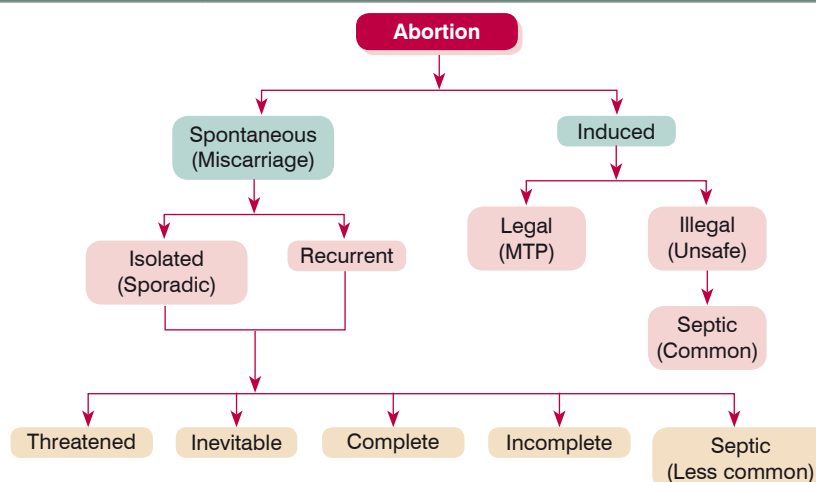 Abortion
Spontaneous
(Miscarriage)
Induced
Isolated
(Sporadic)
Recurrent
Legal
(MTP)
Illegal
(Unsafe)
Septic
(Common)
Threatened
Inevitable
Complete
Incomplete
Septic
(Less common)